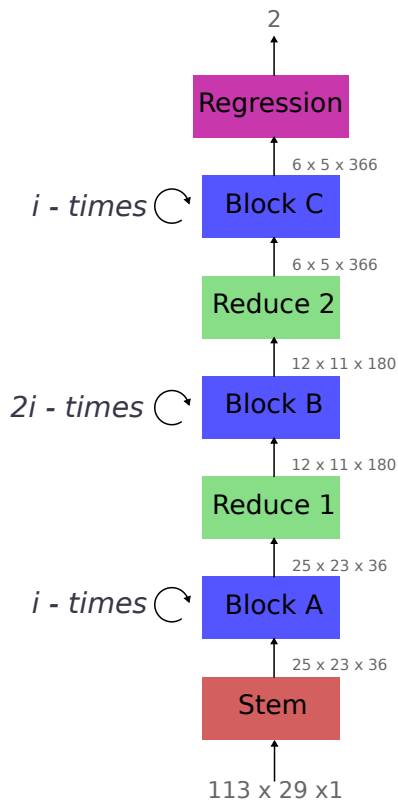 2
Regression
6 x 5 x 366
i - times
Block C
6 x 5 x 366
Reduce 2
12 x 11 x 180
2i - times
Block B
12 x 11 x 180
Reduce 1
25 x 23 x 36
i - times
Block A
25 x 23 x 36
Stem
113 x 29 x1